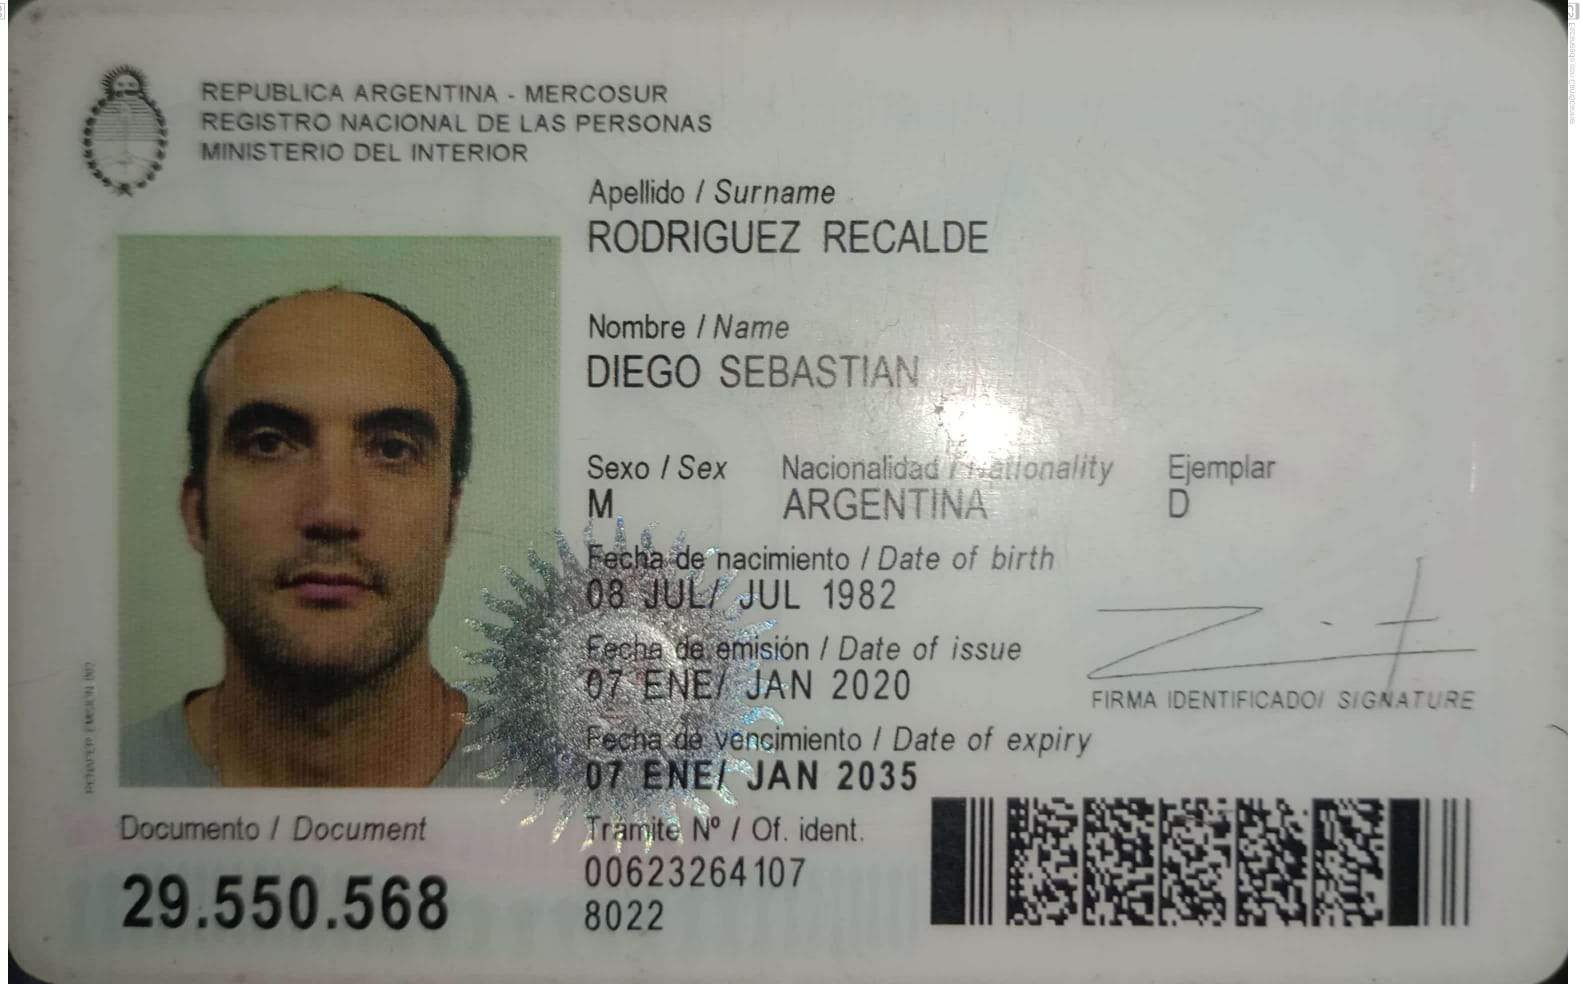 REPUBLICA ARGENTINA - MERCOSUR
REGISTRO NACIONAL DE LAS PERSONAS
MINISTERIO DEL INTERIOR
Apellido / Surname
RODRIGUEZ RECALDE
Nombre / Name
DIEGO SEBASTIAN
Sexo / Sex Nacionalidad / Nationality Ejemplar
M ARGENTINA D
Fecha de nacimiento / Date of birth
08 JUL/ JUL 1982
Fecha de emisión / Date of issue
07 ENE/ JAN 2020
FIRMA IDENTIFICADO/ SIGNATURE
Fecha de vencimiento / Date of expiry
07 ENE/ JAN 2035
Documento / Document
29.550.568
Trámite Nº / Of. ident.
00623264107
8022